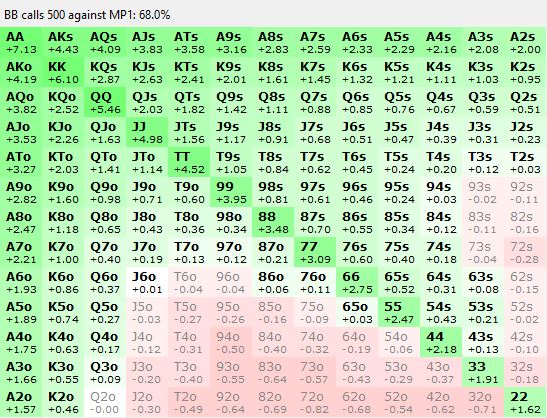 BB calls 500 against MP1: 68.0%
AA AKs AQs AJs ATs A9s A8s A7s A6s A5s A4s A3s A2s
+7.13 +4.43 +4.09 +3.83 +3.58 +3.16 +2.83 +2.59 +2.33 +2.29 +2.16 +2.08 +2.00
AKo KK KQs KJs KTs K9s K8s K7s K6s K5s K4s K3s K2s
+4.19 +6.10 +2.87 +2.63 +2.41 +2.01 +1.61 +1.45 +1.32 +1.21 +1.11 +1.03 +0.95
AQo KQo QQ QJs QTs Q9s Q8s Q7s Q6s Q5s Q4s Q3s Q2s
+3.82 +2.52 +5.46 +2.03 +1.82 +1.42 +1.11 +0.88 +0.85 +0.76 +0.67 +0.59 +0.51
AJo KJo QJo JJ JTs J9s J8s J7s J6s J5s J4s J3s J2s
+3.53 +2.26 +1.63 +4.98 +1.56 +1.17 +0.91 +0.68 +0.51 +0.47 +0.39 +0.31 +0.23
ATo KTo QTo JTo TT T9s T8s T7s T6s T5s T4s T3s T2s
+3.27 +2.03 +1.41 +1.14 +4.52 +1.05 +0.84 +0.62 +0.45 +0.24 +0.20 +0.12 +0.03
A9o K9o Q9o J9o T9o 99 98s 97s 96s 95s 94s 93s 92s
+2.82 +1.60 +0.98 +0.71 +0.60 +3.95 +0.81 +0.61 +0.46 +0.24 +0.03 -0.02 -0.11
A8o K8o Q8o J8o T8o 98o 88 87s 86s 85s 84s 83s 82s
+2.47 +1.18 +0.65 +0.43 +0.36 +0.34 +3.48 +0.70 +0.55 +0.34 +0.12 -0.11 -0.16
A7o K7o Q7o J7o T7o 97o 87o 77 76s 75s 74s 73s 72s
+2.21 +1.00 +0.40 +0.19 +0.13 +0.12 +0.21 +3.09 +0.60 +0.40 +0.18 -0.04 -0.28
A6o K6o Q6o J6o T6o 96o 86o 76o 66 65s 64s 63s 62s
+1.93 +0.86 +0.37 +0.01 -0.04 -0.04 +0.06 +0.11 +2.75 +0.52 +0.31 +0.08 -0.15
A5o K5o Q5o J5o T5o 95o 85o 75o 65o 55 54s 53s 52s
+1.89 +0.74 +0.27 -0.03 -0.27 -0.26 -0.16 -0.09 +0.03 +2.47 +0.43 +0.21 -0.02
A4o K4o Q4o J4o T4o 94o 84o 74o 64o 54o 44 43s 42s
+1.75 +0.63 +0.17 -0.12 -0.31 -0.50 -0.40 -0.32 -0.19 -0.06 +2.18 +0.13 -0.10
A3o K3o Q3o J3o T3o 93o 83o 73o 63o 53o 43o 33 32s
+1.66 +0.55 +0.09 -0.20 -0.40 -0.55 -0.64 -0.57 -0.43 -0.29 -0.37 +1.91 -0.18
A2o K2o Q2o J2o T2o 92o 82o 72o 62o 52o 42o 32o 22
+1.57 +0.46 -0.00 -0.30 -0.49 -0.64 -0.69 -0.82 -0.68 -0.54 -0.62 -0.71 +1.62